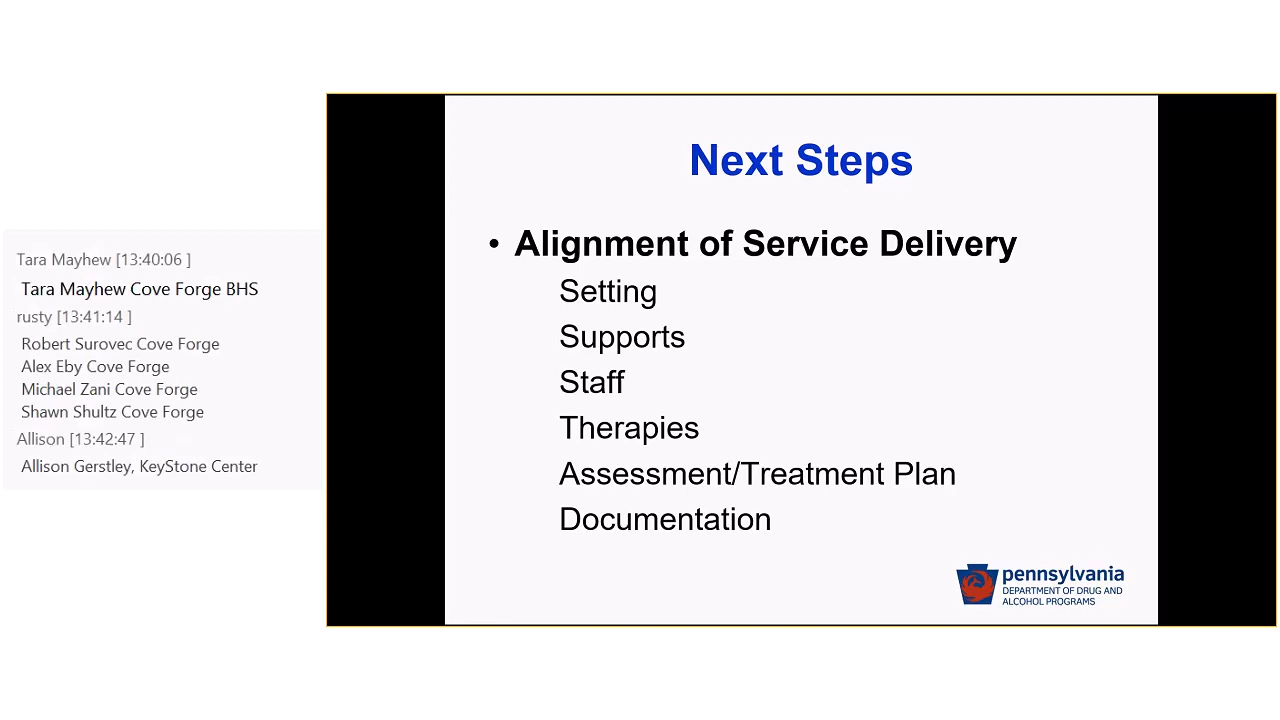 Tara Mayhew [13:40:06 ]
Tara Mayhew Cove Forge BHS
rusty [13:41:14 ]
Robert Surovec Cove Forge
Alex Eby Cove Forge
Michael Zani Cove Forge
Shawn Shultz Cove Forge
Allison [13:42:47 ]
Allison Gerstley, KeyStone Center
Next Steps
• Alignment of Service Delivery
Setting
Supports
Staff
Therapies
Assessment/Treatment Plan
Documentation
pennsylvania
DEPARTMENT OF DRUG AND
ALCOHOL PROGRAMS